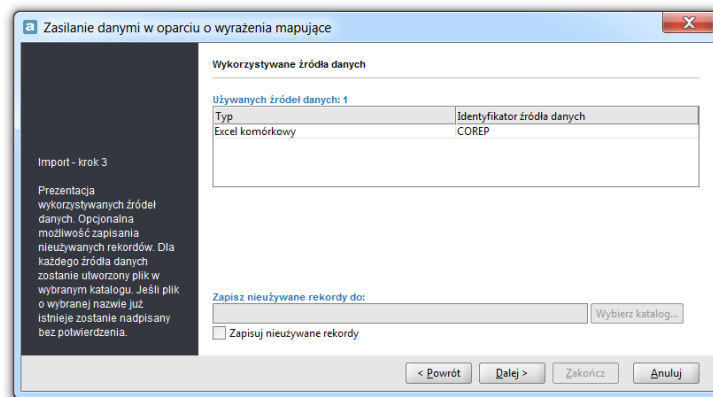 a Zasilanie danymi w oparciu o wyrażenia mapujące
X
Wykorzystywane źródła danych
Używanych źródeł danych: 1
Typ Identyfikator źródła danych
Excel komórkowy COREP
Import - krok 3
Prezentacja
wykorzystywanych źródeł
danych. Opcjonalna
możliwość zapisania
nieużywanych rekordów. Dla
każdego źródła danych
zostanie utworzony plik w
wybranym katalogu. Jeśli plik
o wybranej nazwie już
istnieje zostanie nadpisany
bez potwierdzenia.
Zapisz nieużywane rekordy do:
Wybierz katalog...
Zapisuj nieużywane rekordy
< Powrót Dalej > Zakończ Anuluj